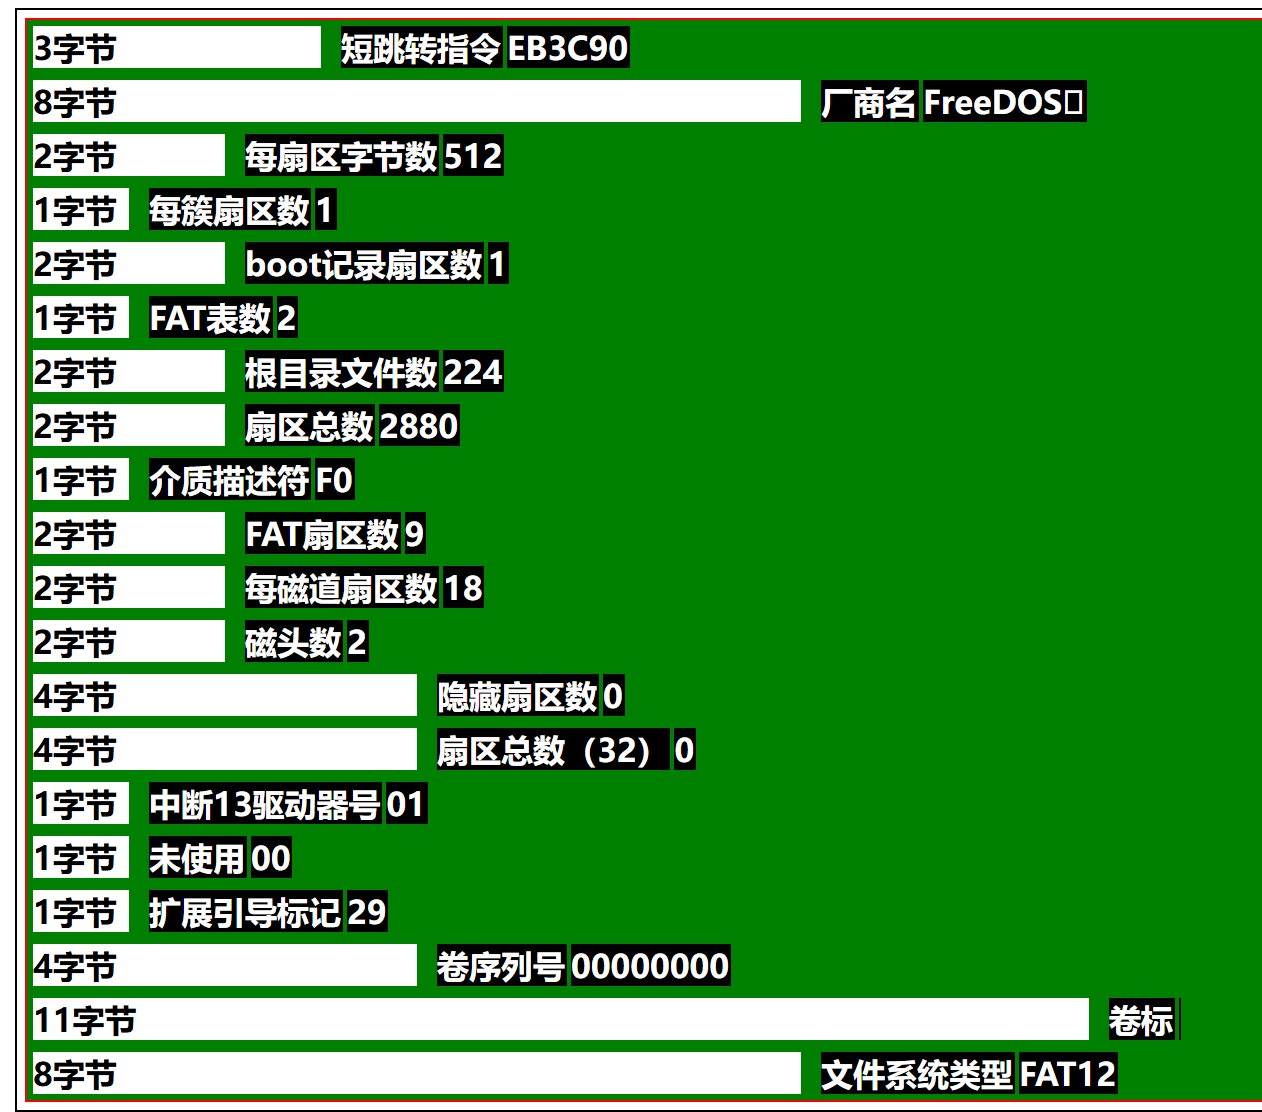 3字节 短跳转指令 EB3C90
8字节 厂商名 FreeDOS
2字节 每扇区字节数 512
1字节 每簇扇区数 1
2字节 boot记录扇区数 1
1字节 FAT表数 2
2字节 根目录文件数 224
2字节 扇区总数 2880
1字节 介质描述符 F0
2字节 FAT扇区数 9
2字节 每磁道扇区数 18
2字节 磁头数 2
4字节 隐藏扇区数 0
4字节 扇区总数（32） 0
1字节 中断13驱动器号 01
1字节 未使用 00
1字节 扩展引导标记 29
4字节 卷序列号 00000000
11字节 卷标
8字节 文件系统类型 FAT12